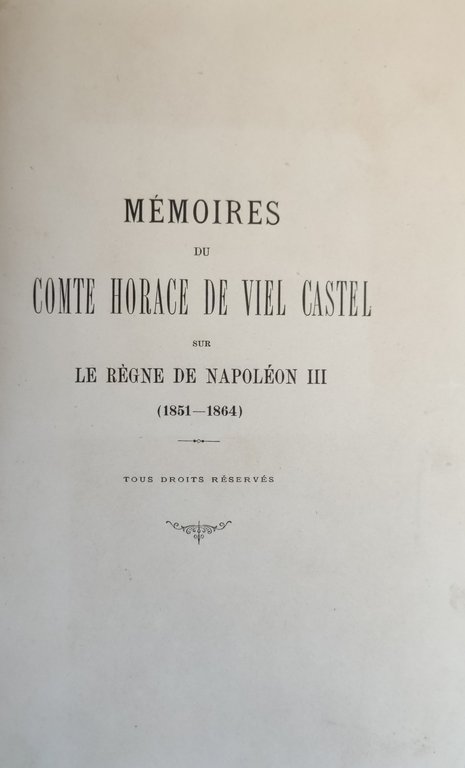 MÉMOIRES
DU
COMTE HORACE DE VIEL CASTEL
SUR
LE RÈGNE DE NAPOLÉON III
(1851—1864)
TOUS DROITS RÉSERVÉS